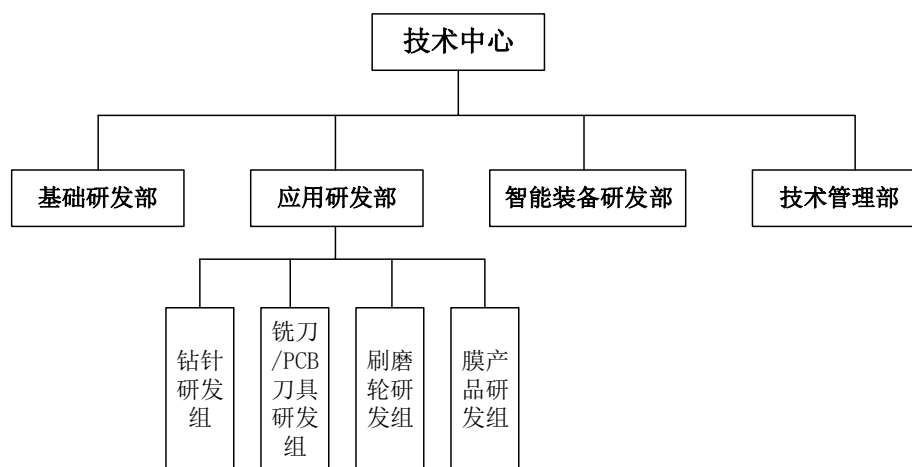 技术中心
基础研发部
应用研发部
智能装备研发部
技术管理部
钻针
研发
组
铣刀
/PCB
刀具
研发
组
刷磨
轮研
发组
膜产
品研
发组